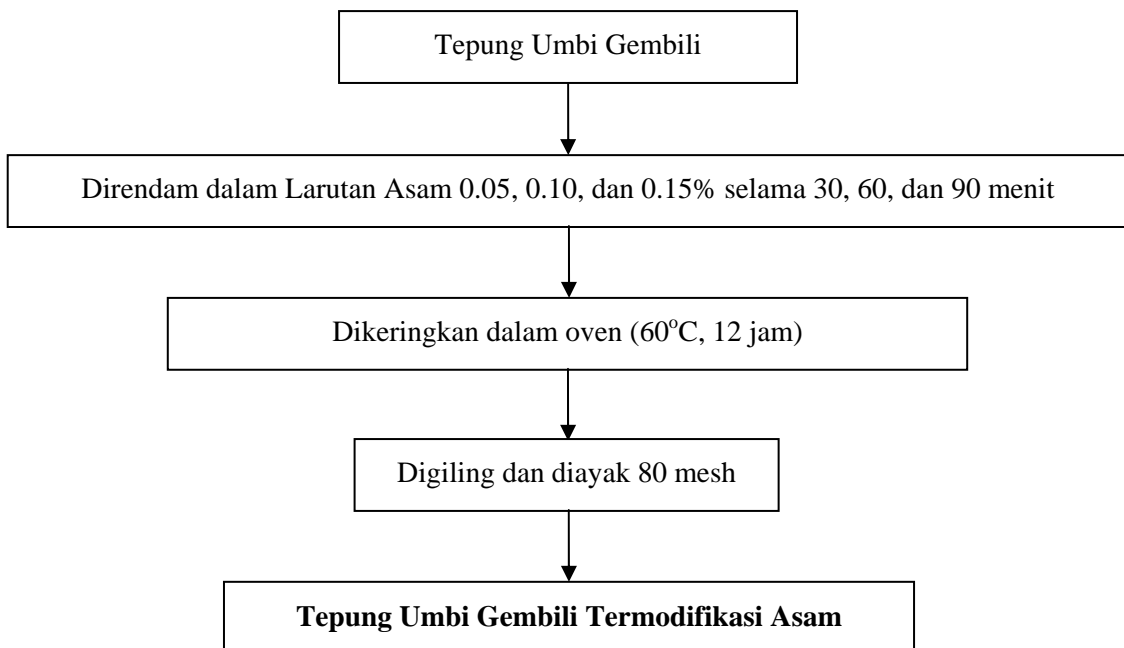 Tepung Umbi Gembili
Direndam dalam Larutan Asam 0.05, 0.10, dan 0.15% selama 30, 60, dan 90 menit
Dikeringkan dalam oven (60°C, 12 jam)
Digiling dan diayak 80 mesh
Tepung Umbi Gembili Termodifikasi Asam